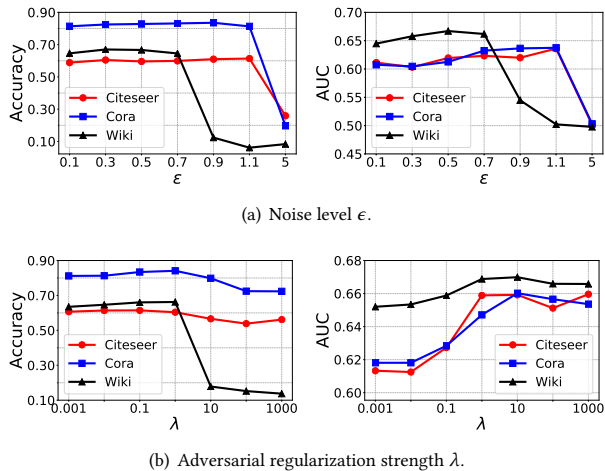 0.90
0.70
0.50
0.30
0.10
Accuracy
Citeseer
Cora
Wiki
0.1 0.3 0.5 0.7 0.9 1.1 5
ε
0.70
0.65
0.60
0.55
0.50
0.45
AUC
Citeseer
Cora
Wiki
0.1 0.3 0.5 0.7 0.9 1.1 5
ε
(a) Noise level ϵ.
0.90
0.70
0.50
0.30
0.10
Accuracy
Citeseer
Cora
Wiki
0.001 0.1 10 1000
λ
0.68
0.66
0.64
0.62
0.60
AUC
Citeseer
Cora
Wiki
0.001 0.1 10 1000
λ
(b) Adversarial regularization strength λ.